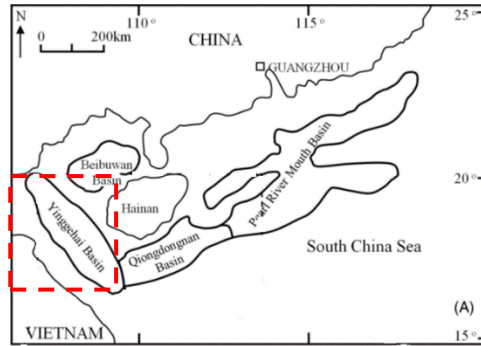 110°
115°
25°
N
0
200km
CHINA
GUANGZHOU
Beibuwan
Basin
Hainan
Pearl River Mouth Basin
20°
Yinggehai Basin
Qiongdongnan
Basin
South China Sea
(A)
VIETNAM
15°